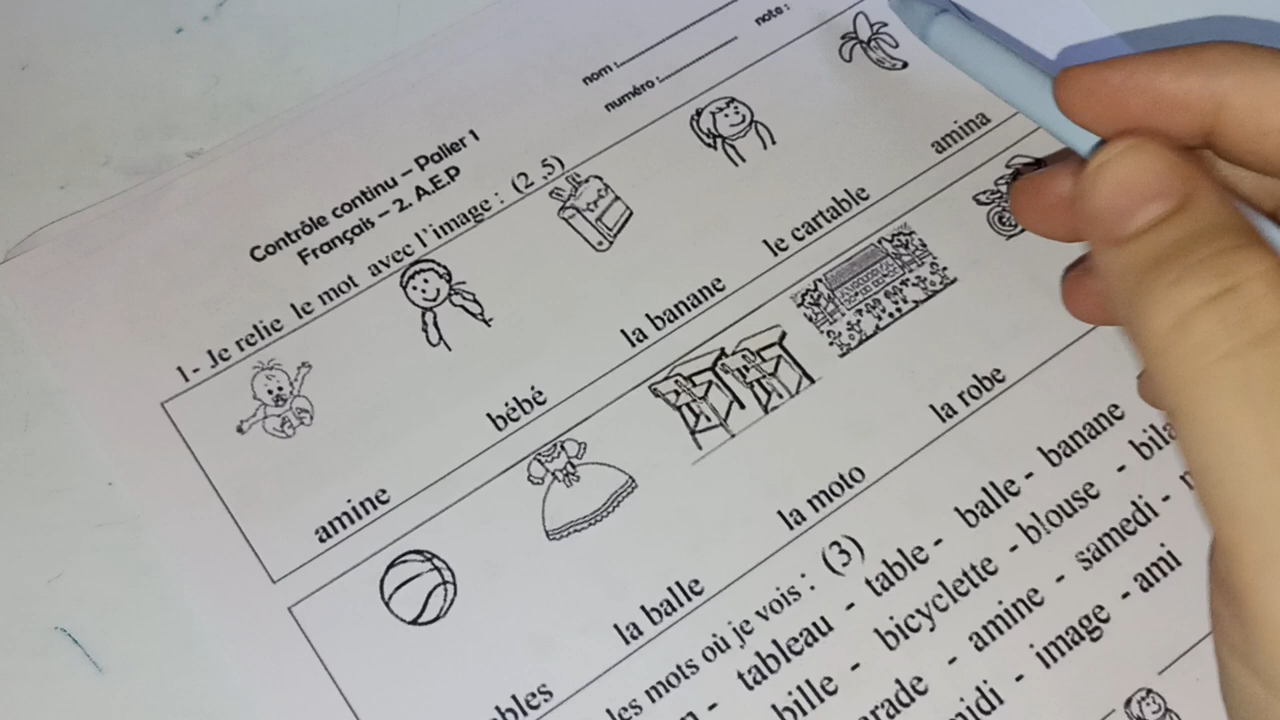 nom :
note :
numéro :
Contrôle continu – Palier 1
Français – 2. A.E.P
1- Je relie le mot avec l'image : (2 ,5)
amine bébé la banane le cartable amina
la balle la moto la robe
les mots où je vois : (3)
tableau - table - balle - banane
bille - bicyclette - blouse -
- amine - samedi -
- image - ami